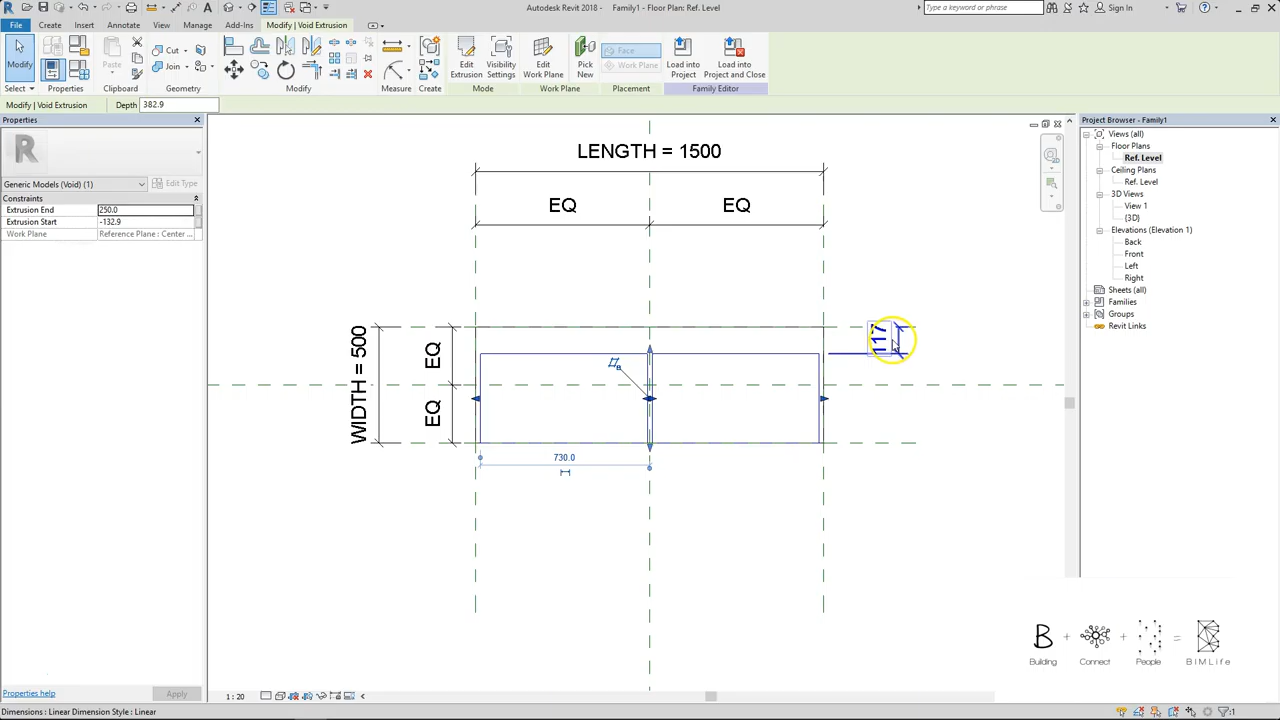 Autodesk Revit 2018 - Family1 - Floor Plan: Ref. Level
Type a keyword or phrase
Sign In
File
Create
Insert
Annotate
View
Manage
Add-Ins
Modify | Void Extrusion
Modify
Paste
Cut
Join
Edit Extrusion
Visibility Settings
Edit Work Plane
Pick New
Face
Work Plane
Load into Project
Load into Project and Close
Select
Properties
Clipboard
Geometry
Modify
Measure
Create
Mode
Work Plane
Placement
Family Editor
Modify | Void Extrusion
Depth
382.9
Properties
Generic Models (Void) (1)
Edit Type
Constraints
Extrusion End
250.0
Extrusion Start
-132.9
Work Plane
Reference Plane : Center ...
Properties help
Apply
LENGTH = 1500
EQ
EQ
WIDTH = 500
EQ
EQ
117
730.0
Project Browser - Family1
Views (all)
Floor Plans
Ref. Level
Ceiling Plans
Ref. Level
3D Views
View 1
{3D}
Elevations (Elevation 1)
Back
Front
Left
Right
Sheets (all)
Families
Groups
Revit Links
B + + =
Building
Connect
People
BIMLife
1 : 20
Dimensions : Linear Dimension Style : Linear
:1